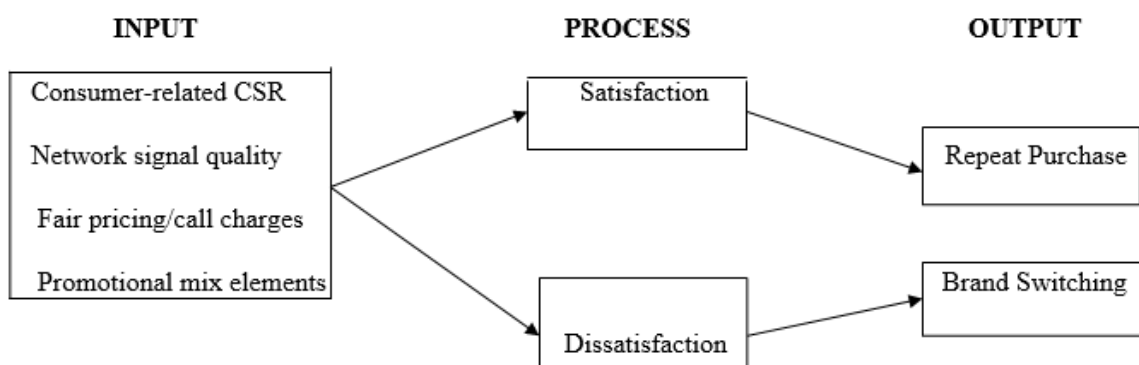 INPUT
PROCESS
OUTPUT
Consumer-related CSR
Network signal quality
Fair pricing/call charges
Promotional mix elements
Satisfaction
Dissatisfaction
Repeat Purchase
Brand Switching